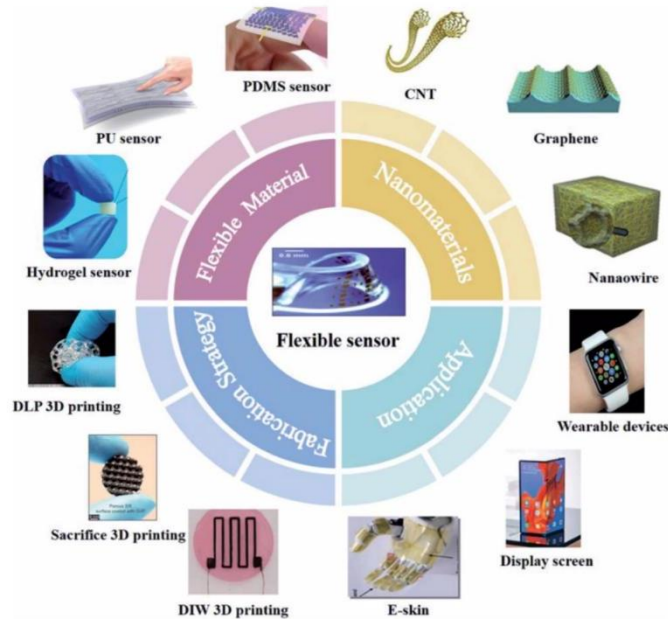 PDMS sensor
CNT
PU sensor
Graphene
Flexible Material
Nanomaterials
Hydrogel sensor
Nanaowire
Flexible sensor
DLP 3D printing
Wearable devices
Fabrication Strategy
Application
Sacrifice 3D printing
Display screen
DIW 3D printing
E-skin